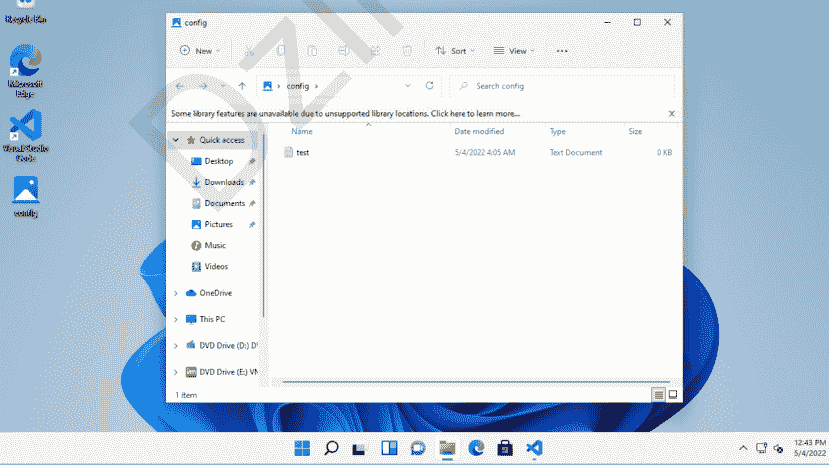 Recycle Bin
Microsoft
Edge
Visual Studio
Code
config
config
New
Sort
View
config
Search config
Some library features are unavailable due to unsupported library locations. Click here to learn more...
Name Date modified Type Size
test 5/4/2022 4:05 AM Text Document 0 KB
Quick access
Desktop
Downloads
Documents
Pictures
Music
Videos
OneDrive
This PC
DVD Drive (D:) D
DVD Drive (E:) VM
1 item
12:43 PM
5/4/2022